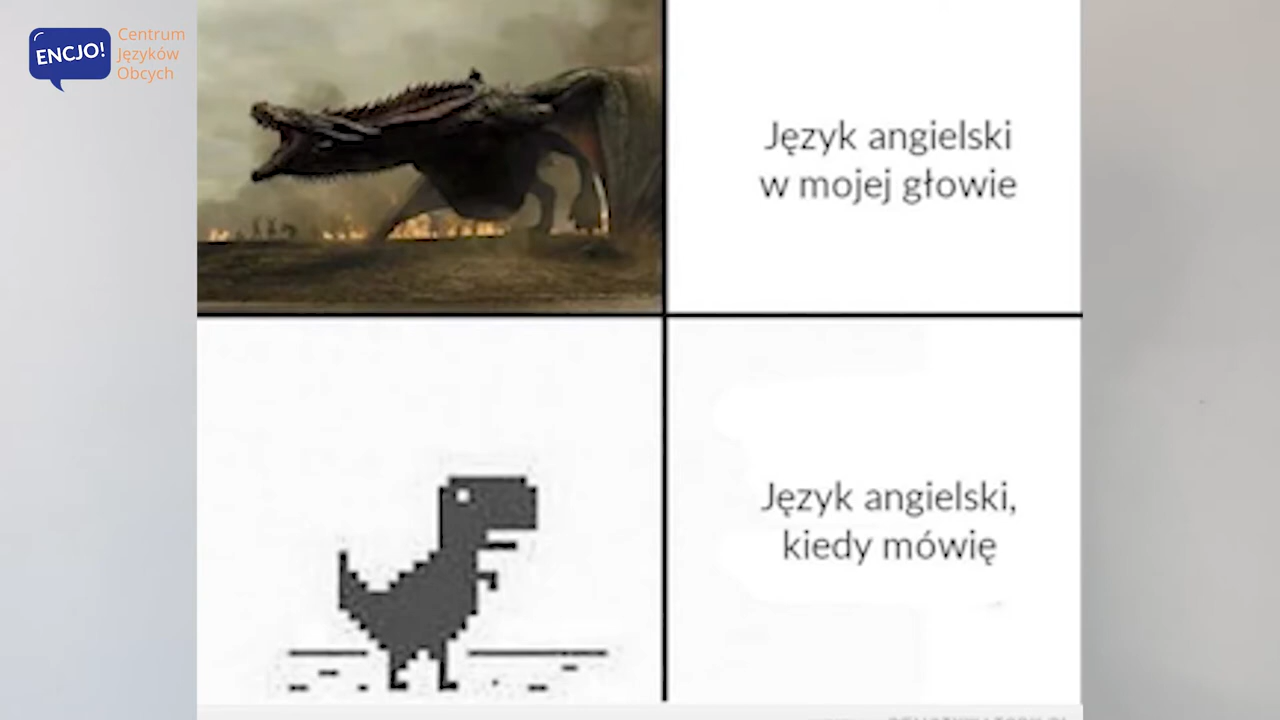 ENCJO!
Centrum
Języków
Obcych
Język angielski
w mojej głowie
Język angielski,
kiedy mówię